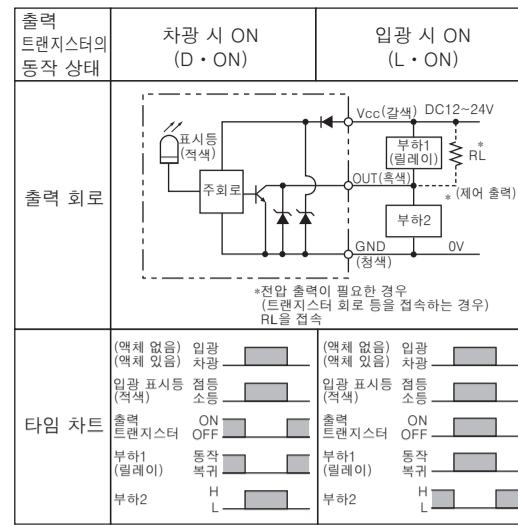 출력
트랜지스터의
동작 상태
차광 시 ON
(D・ON)
입광 시 ON
(L・ON)
출력 회로
표시등
(적색)
주회로
Vcc(갈색) DC12~24V
부하1
(릴레이)
*
RL
OUT(흑색)
* (제어 출력)
부하2
GND
(청색)
0V
*전압 출력이 필요한 경우
(트랜지스터 회로 등을 접속하는 경우)
RL을 접속
타임 차트
(액체 없음) 입광
(액체 있음) 차광
입광 표시등 점등
(적색) 소등
출력 ON
트랜지스터 OFF
부하1 동작
(릴레이) 복귀
부하2 H
L
(액체 없음) 입광
(액체 있음) 차광
입광 표시등 점등
(적색) 소등
출력 ON
트랜지스터 OFF
부하1 동작
(릴레이) 복귀
부하2 H
L